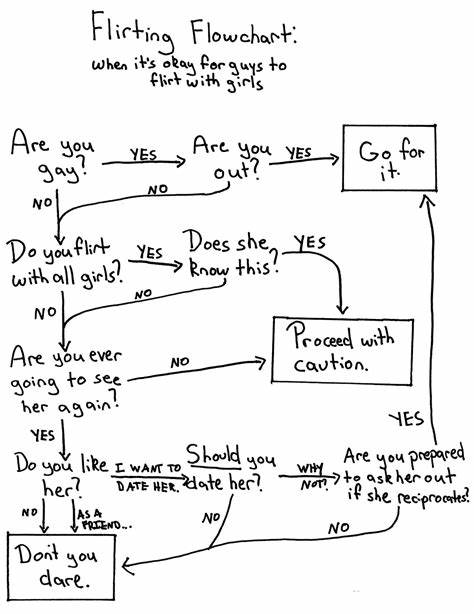 Flirting Flowchart:
when it's okay for guys to
flirt with girls
Are you
gay?
YES
Are you
out?
YES
Go for
it.
NO
NO
Do you flirt
with all girls?
YES
Does she
know this?
YES
NO
NO
Proceed with
caution.
Are you ever
going to see
her again?
NO
YES
YES
Do you like
her?
I WANT TO
DATE HER.
Should you
date her?
WHY
NOT?
Are you prepared
to ask her out
if she reciprocates?
NO
AS A
FRIEND...
NO
NO
Don't you
dare.